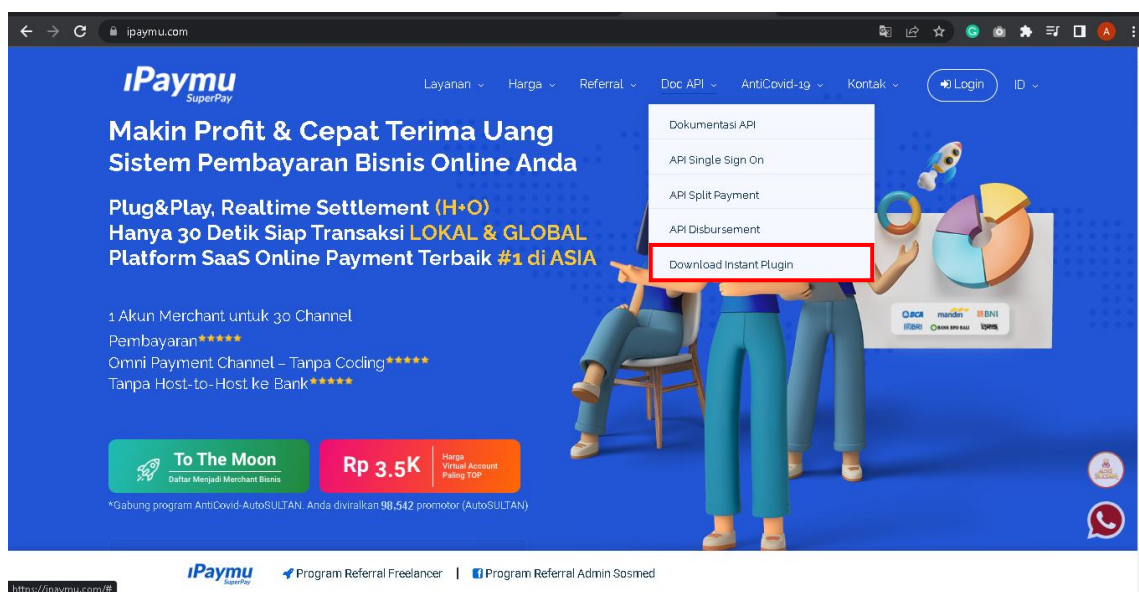 ipaymu.com
A
iPaymu
SuperPay
Layanan Harga Referral Doc API AntiCovid-19 Kontak Login ID
Dokumentasi API
API Single Sign On
API Split Payment
API Disbursement
Download Instant Plugin
Makin Profit & Cepat Terima Uang
Sistem Pembayaran Bisnis Online Anda
Plug&Play, Realtime Settlement (H+0)
Hanya 30 Detik Siap Transaksi LOKAL & GLOBAL
Platform SaaS Online Payment Terbaik #1 di ASIA
1 Akun Merchant untuk 30 Channel
Pembayaran*****
Omni Payment Channel – Tanpa Coding*****
Tanpa Host-to-Host ke Bank*****
BCA mandiri BNI
BRI BANK BPD BALI
To The Moon
Daftar Menjadi Merchant Bisnis
Rp 3.5K
Harga
Virtual Account
Paling TOP
*Gabung program AntiCovid-AutoSULTAN. Anda diviralkan 98,542 promotor (AutoSULTAN)
iPaymu
SuperPay
Program Referral Freelancer | Program Referral Admin Sosmed
https://ipaymu.com/#